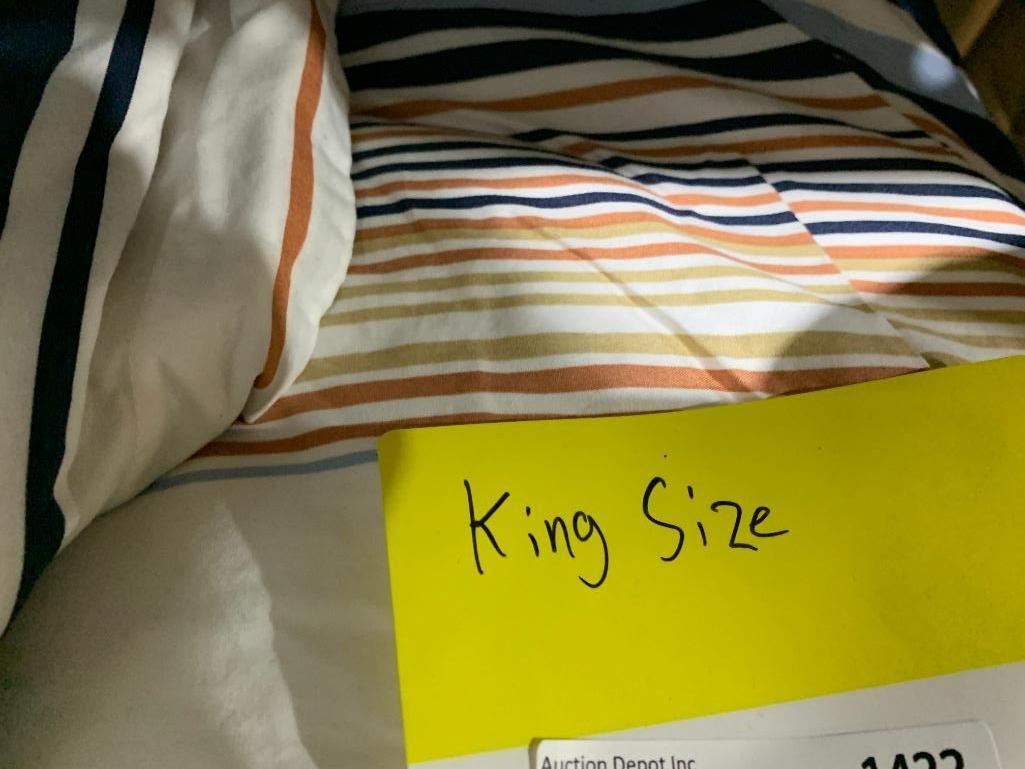 King Size
Auction Depot Inc